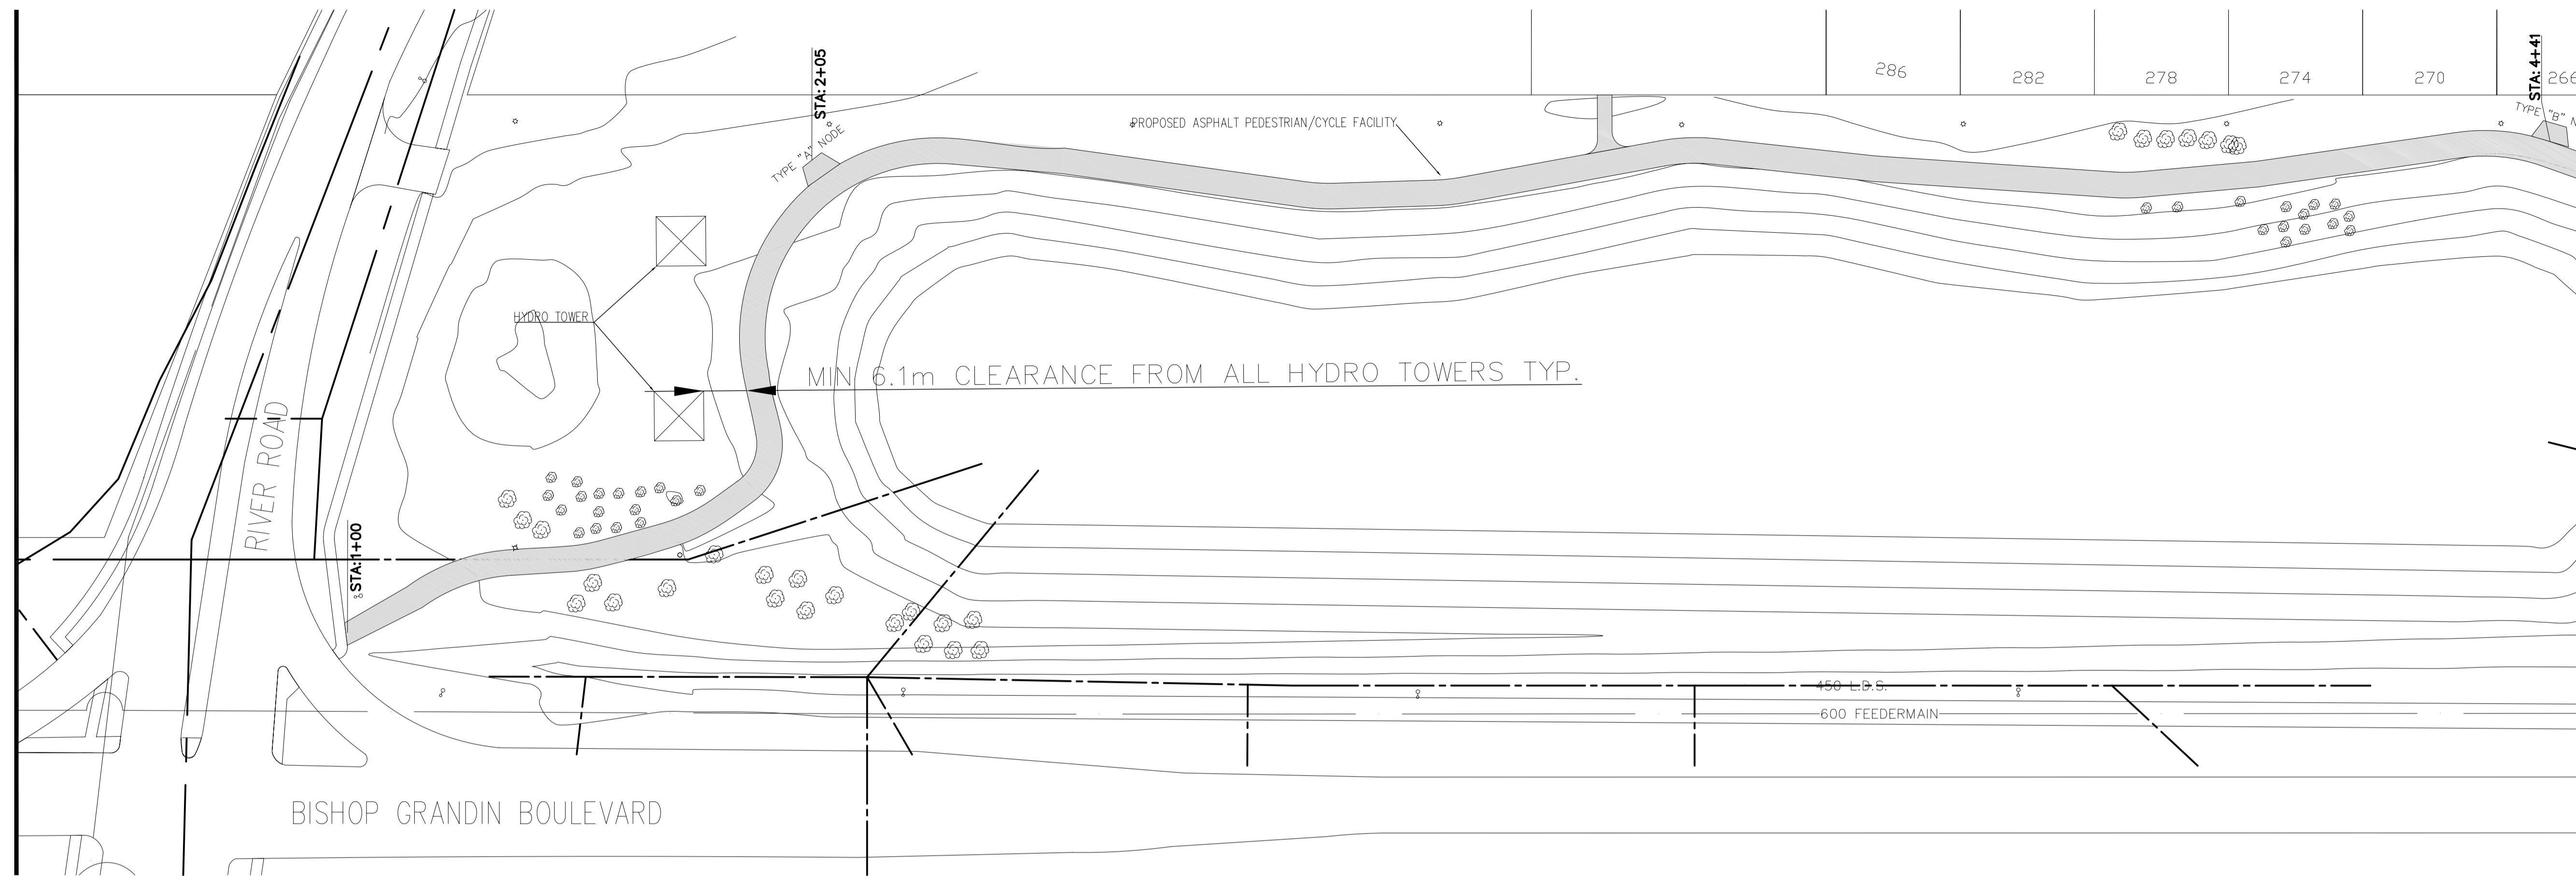 STA: 2+05
STA: 4+41
286
282
278
274
270
266
TYPE "B"
PROPOSED ASPHALT PEDESTRIAN/CYCLE FACILITY
TYPE "A" NODE
HYDRO TOWER
MIN 6.1m CLEARANCE FROM ALL HYDRO TOWERS TYP.
RIVER ROAD
STA:1+00
450 L.D.S.
600 FEEDERMAIN
BISHOP GRANDIN BOULEVARD